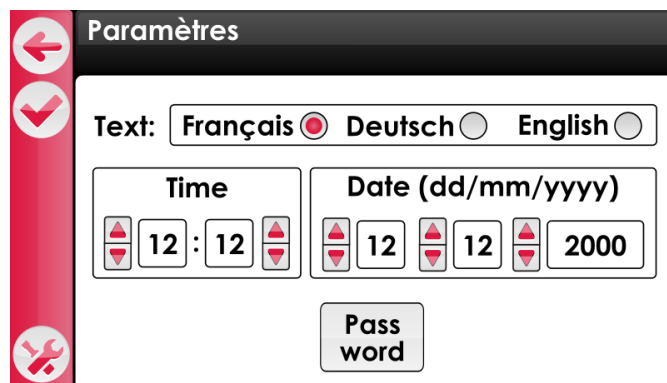 Paramètres
Text: Français Deutsch English
Time Date (dd/mm/yyyy)
12 : 12 12 12 2000
Pass
word